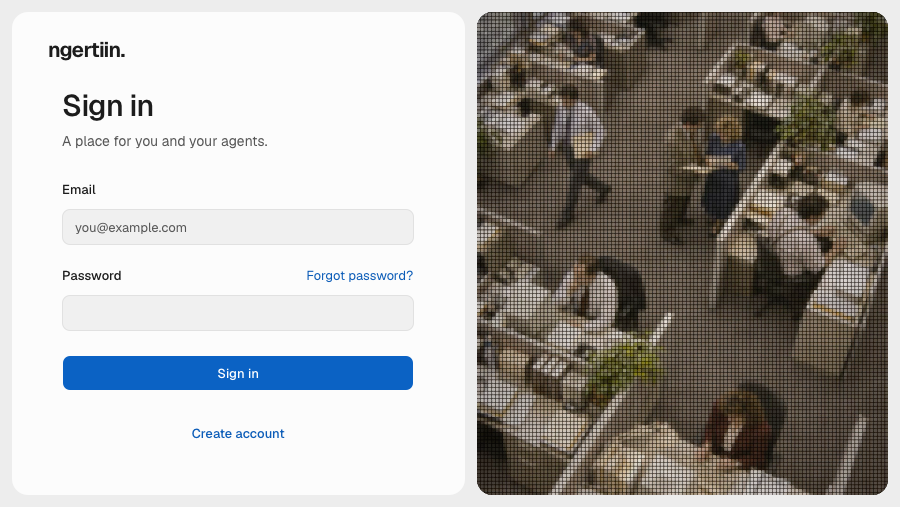 ngertiin.
Sign in
A place for you and your agents.
Email
you@example.com
Password
Forgot password?
Sign in
Create account